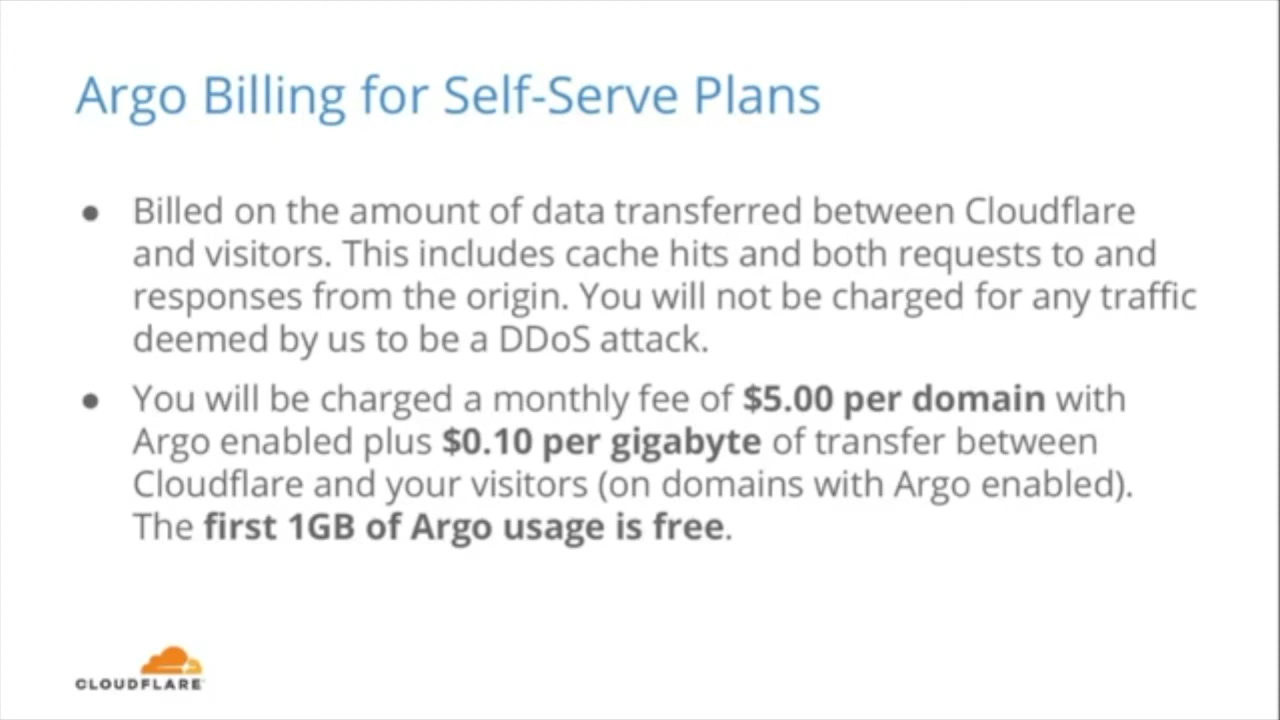 Argo Billing for Self-Serve Plans
● Billed on the amount of data transferred between Cloudflare
and visitors. This includes cache hits and both requests to and
responses from the origin. You will not be charged for any traffic
deemed by us to be a DDoS attack.
● You will be charged a monthly fee of $5.00 per domain with
Argo enabled plus $0.10 per gigabyte of transfer between
Cloudflare and your visitors (on domains with Argo enabled).
The first 1GB of Argo usage is free.
CLOUDFLARE